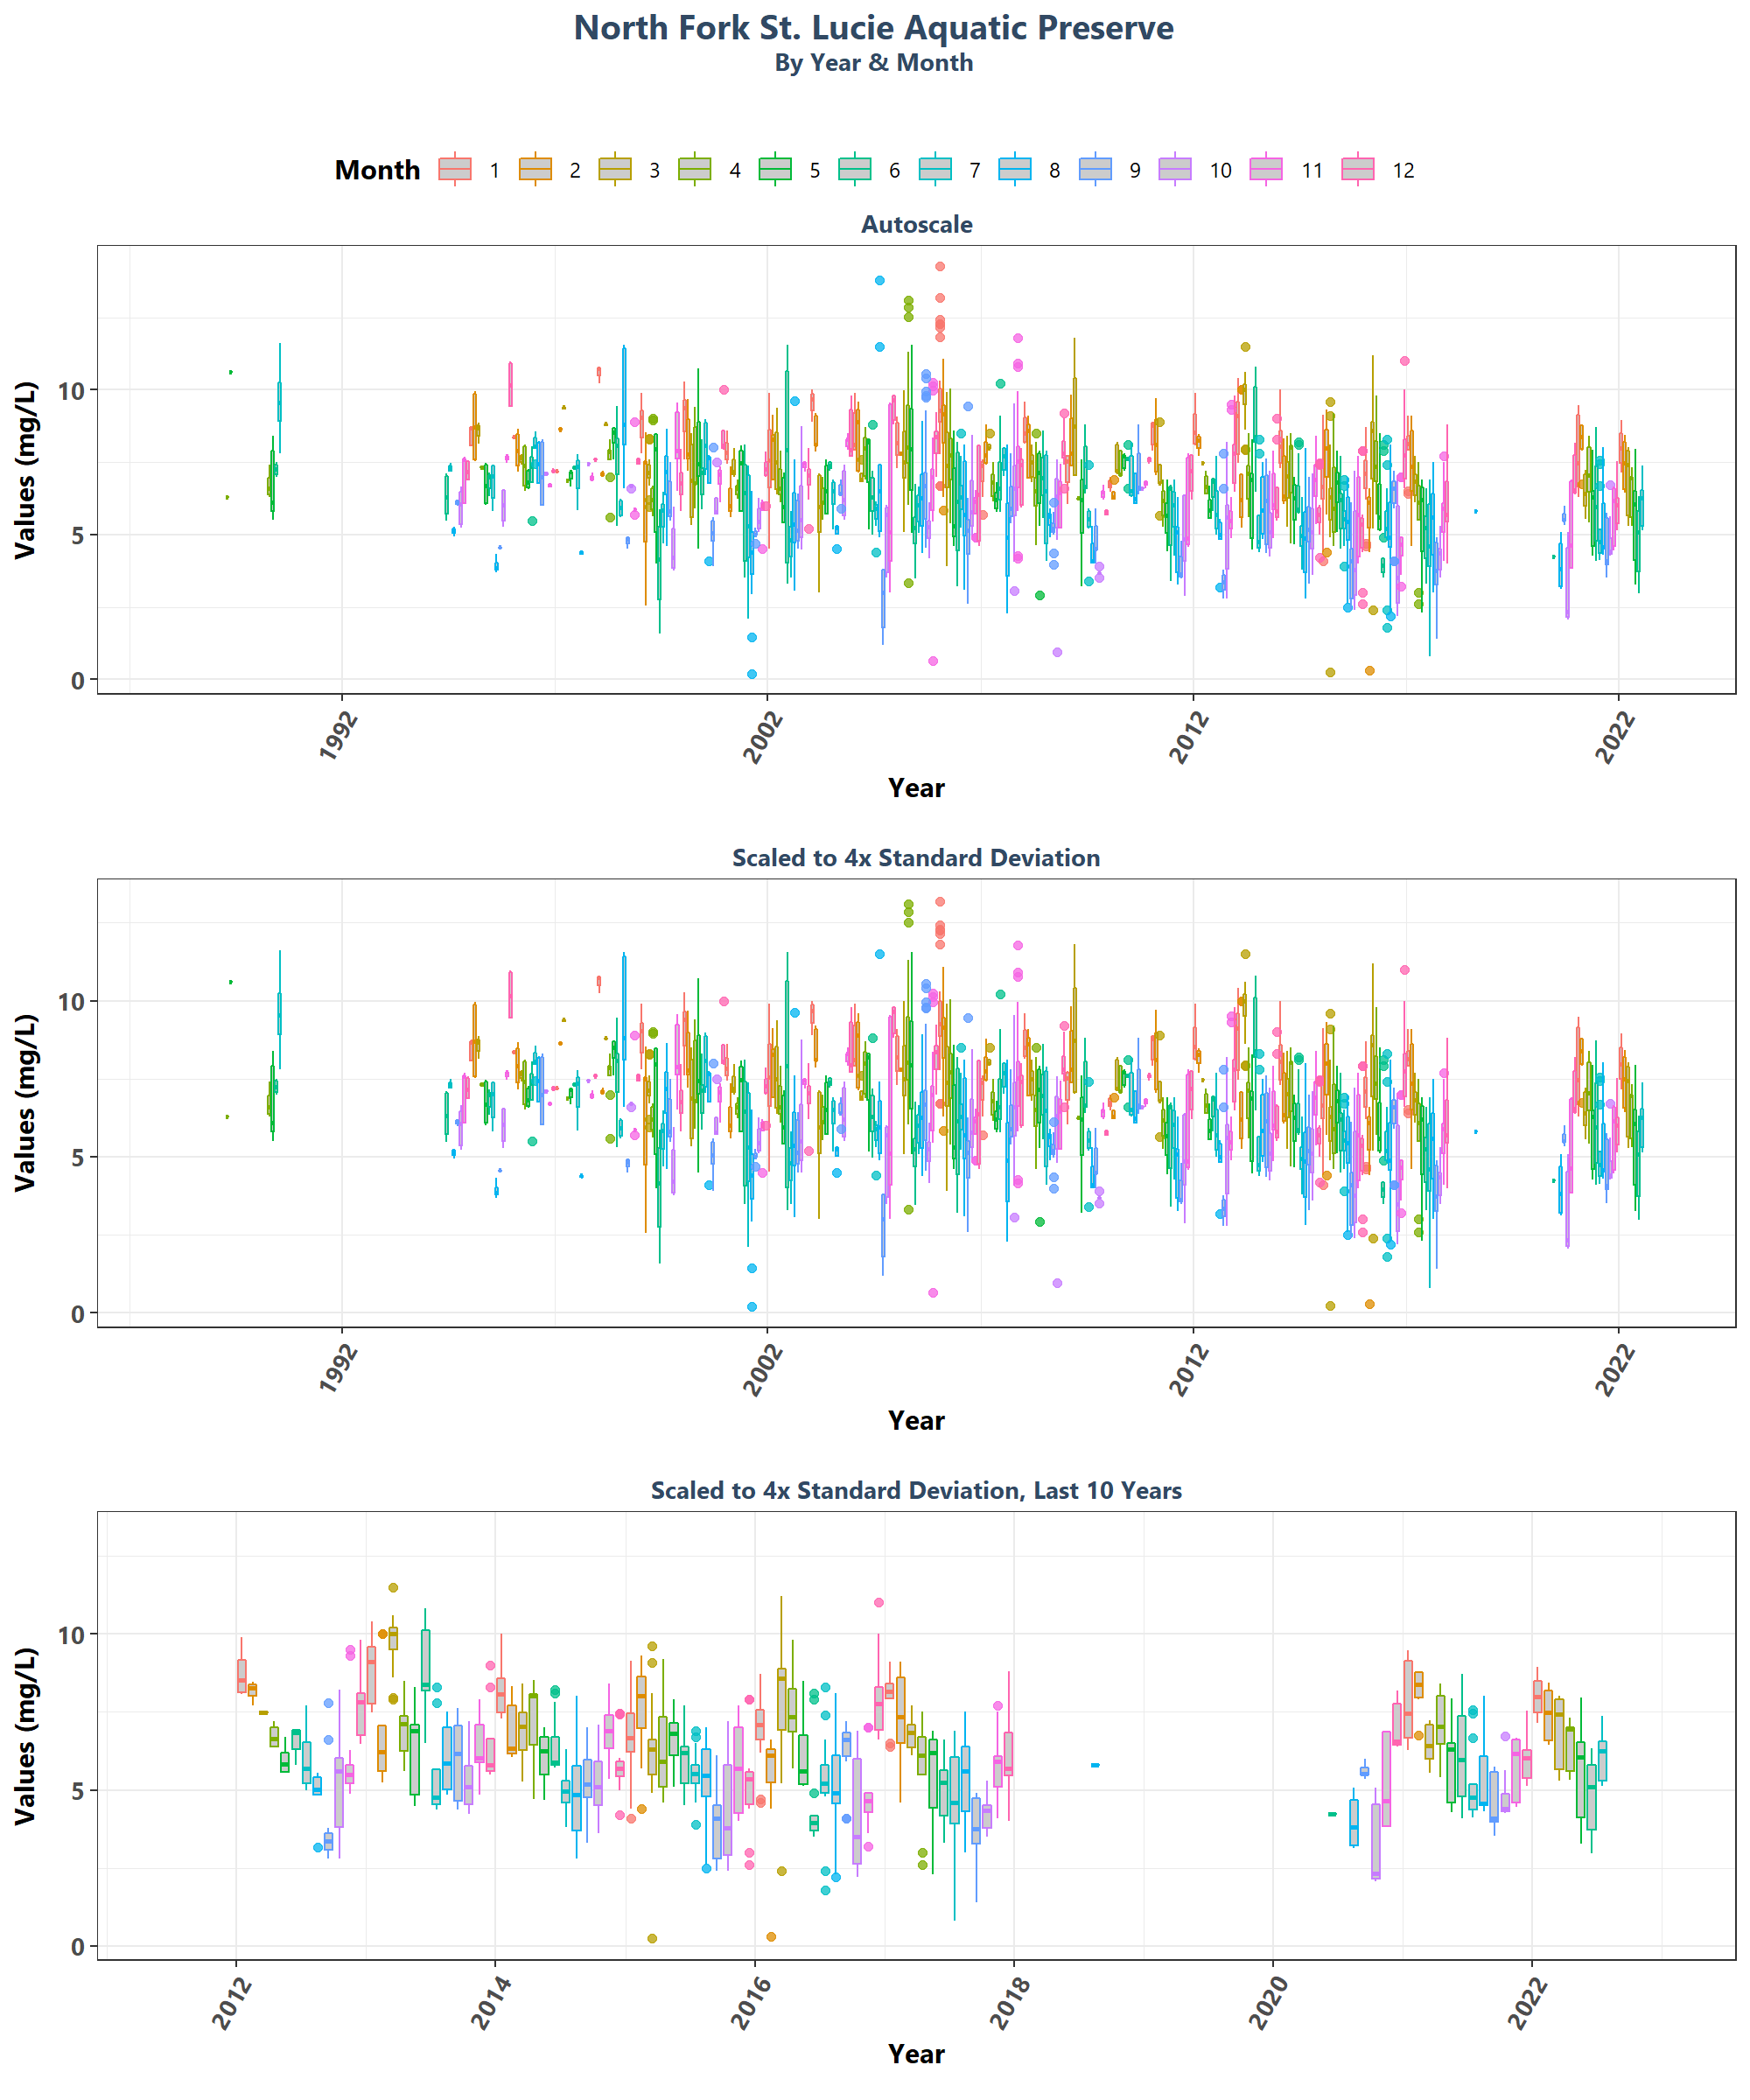 North Fork St. Lucie Aquatic Preserve
By Year & Month
Month 1 2 3 4 5 6 7 8 9 10 11 12
Autoscale
Values (mg/L)
10
5
0
1992 2002 2012 2022
Year
Scaled to 4x Standard Deviation
Values (mg/L)
10
5
0
1992 2002 2012 2022
Year
Scaled to 4x Standard Deviation, Last 10 Years
Values (mg/L)
10
5
0
2012 2014 2016 2018 2020 2022
Year